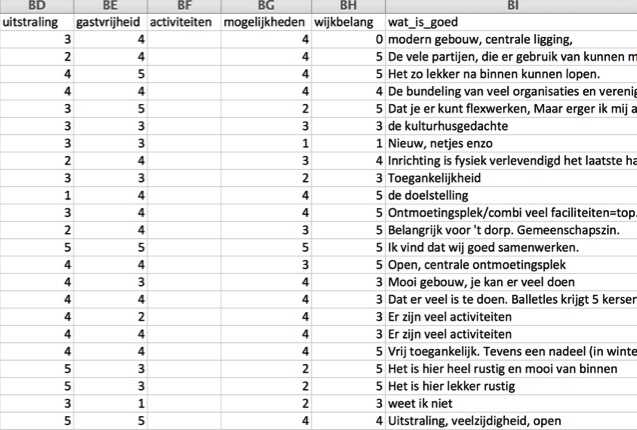 BD BE BF BG BH BI
uitstraling gastvrijheid activiteiten mogelijkheden wijkbelang wat_is_goed
3 4 4 0 modern gebouw, centrale ligging,
2 4 4 5 De vele partijen, die er gebruik van kunnen
4 5 4 5 Het zo lekker na binnen kunnen lopen.
4 4 4 4 De bundeling van veel organisaties en
3 5 2 5 Dat je er kunt flexwerken, Maar erger ik mij
3 3 3 3 de kulturhusgedachte
3 3 1 1 Nieuw, netjes enzo
2 4 3 4 Inrichting is fysiek verlevendigd het laatste
3 3 2 3 Toegankelijkheid
1 4 4 5 de doelstelling
3 4 4 5 Ontmoetingsplek/combi veel faciliteiten=top.
2 4 3 5 Belangrijk voor 't dorp. Gemeenschapszin.
5 5 5 5 Ik vind dat wij goed samenwerken.
4 4 3 5 Open, centrale ontmoetingsplek
4 3 4 3 Mooi gebouw, je kan er veel doen
4 4 4 3 Dat er veel is te doen. Balletles krijgt 5
4 2 4 3 Er zijn veel activiteiten
4 4 4 3 Er zijn veel activiteiten
4 4 4 5 Vrij toegankelijk. Tevens een nadeel (in
5 3 2 5 Het is hier heel rustig en mooi van binnen
5 3 2 5 Het is hier lekker rustig
3 1 2 3 weet ik niet
5 5 4 4 Uitstraling, veelzijdigheid, open